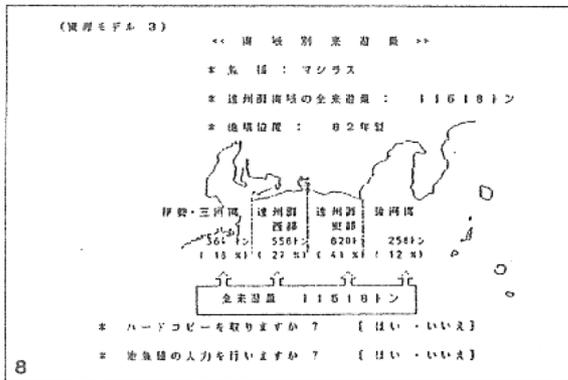 (資源モデル 3)
<< 海 域 別 来 遊 量 >>
* 魚 種 : マシラス
* 遠州灘海域の全来遊量 : 11518トン
* 漁場位置 : 82年型
伊勢・三河湾 遠州灘 遠州灘 駿河湾
西部 東部
トン 556トン 820トン 258トン
( 27 %) ( 41 %) ( 12 %)
全来遊量 11518トン
* ハードコピーを取りますか ? [ はい ・いいえ]
* の入力を行いますか ? [ はい ・いいえ]
8